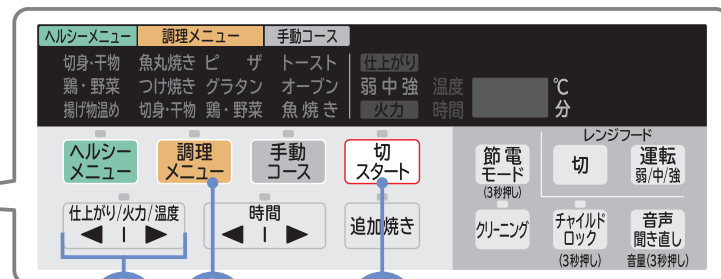 ヘルシーメニュー 調理メニュー 手動コース
切身・干物 魚丸焼き ピザ トースト 仕上がり
鶏・野菜 つけ焼き グラタン オーブン 弱 中 強 温度 ℃
揚げ物温め 切身・干物 鶏・野菜 魚焼き 火力 時間 分
ヘルシー
メニュー
調理
メニュー
手動
コース
切
スタート
節電
モード
(3秒押し)
レンジフード
切
運転
弱/中/強
仕上がり/火力/温度
◀ I ▶
時間
◀ I ▶
追加焼き
クリーニング
チャイルド
ロック
(3秒押し)
音声
聞き直し
音量(3秒押し)